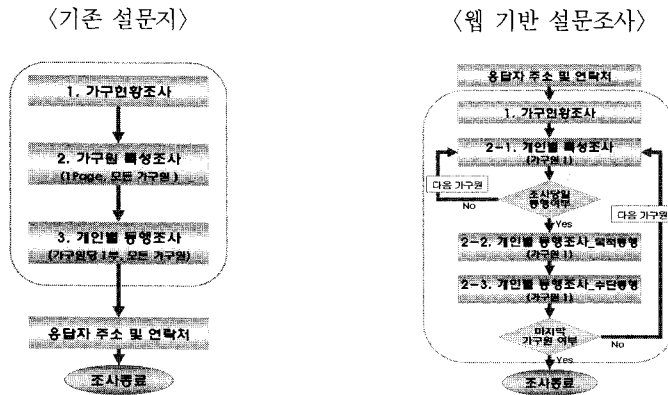 〈기존 설문지〉
1. 가구현황조사
2. 가구원 특성조사
(1Page, 모든 가구원 )
3. 개인별 통행조사
(가구원당 1부, 모든 가구원)
응답자 주소 및 연락처
조사종료
〈웹 기반 설문조사〉
응답자 주소 및 연락처
1. 가구현황조사
2-1. 개인별 특성조사
(가구원 1)
다음 가구원
조사당일
통행여부
No
다음 가구원
Yes
2-2. 개인별 통행조사_목적통행
(가구원 1)
2-3. 개인별 통행조사_수단통행
(가구원 1)
마지막
가구원 여부
No
Yes
조사종료